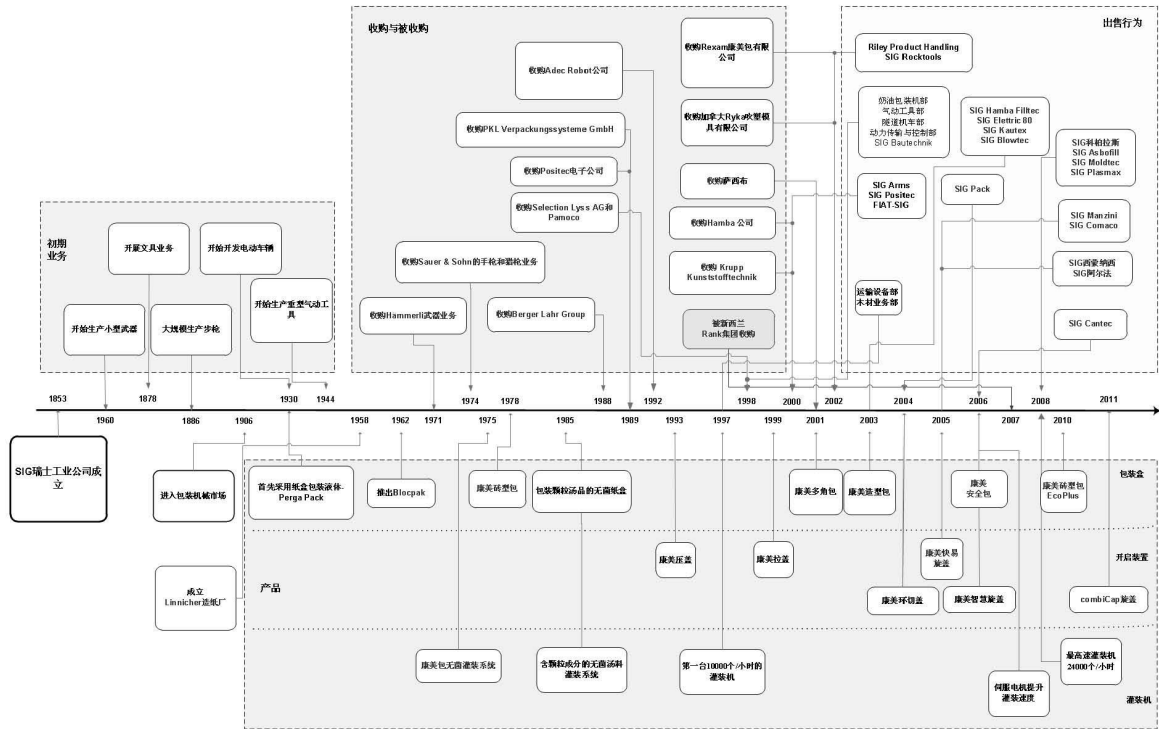 收购与被收购
收购Adec Robot公司
收购PKL Verpackungssysteme GmbH
收购Positec电子公司
收购Selection Lyss AG和
Pamoco
收购Sauer & Sohn的手枪和猎枪业务
收购Hämmerli武器业务
收购Berger Lahr Group
收购Rexam康美包有限
公司
收购加拿大Ryka吹塑模
具有限公司
收购萨西布
收购Hamba 公司
收购 Krupp
Kunststofftechnik
被新西兰
Rank集团收购
出售行为
Riley Product Handling
SIG Rocktools
奶油包装机部
气动工具部
隧道机车部
动力传输与控制部
SIG Bautechnik
SIG Hamba Filltec
SIG Elettric 80
SIG Kautex
SIG Blowtec
SIG科柏拉斯
SIG Asbofill
SIG Moldtec
SIG Plasmax
SIG Arms
SIG Positec
FIAT-SIG
SIG Pack
SIG Manzini
SIG Comaco
SIG西蒙纳西
SIG阿尔法
运输设备部
木材业务部
SIG Cantec
初期
业务
开展文具业务
开始开发电动车辆
开始生产小型武器
大规模生产步枪
开始生产重型气动工
具
1853
1878
1930
1944
1974
1978
1988
1992
1998
2000
2002
2004
2006
2008
2011
1960
1886
1906
1958
1962
1971
1975
1985
1989
1993
1997
1999
2001
2003
2005
2007
2010
SIG瑞士工业公司成
立
进入包装机械市场
成立
Linnicher造纸厂
包装盒
首先采用纸盒包装液体-
Perga Pack
推出Blocpak
康美砖型包
包装颗粒汤品的无菌纸盒
康美多角包
康美造型包
康美
安全包
康美砖型包
EcoPlus
开启装置
产品
康美压盖
康美拉盖
康美环切盖
康美快易
旋盖
康美智慧旋盖
combiCap旋盖
康美包无菌灌装系统
含颗粒成分的无菌汤料
灌装系统
第一台10000个/小时的
灌装机
伺服电机提升
灌装速度
最高速灌装机
24000个/小时
灌装机